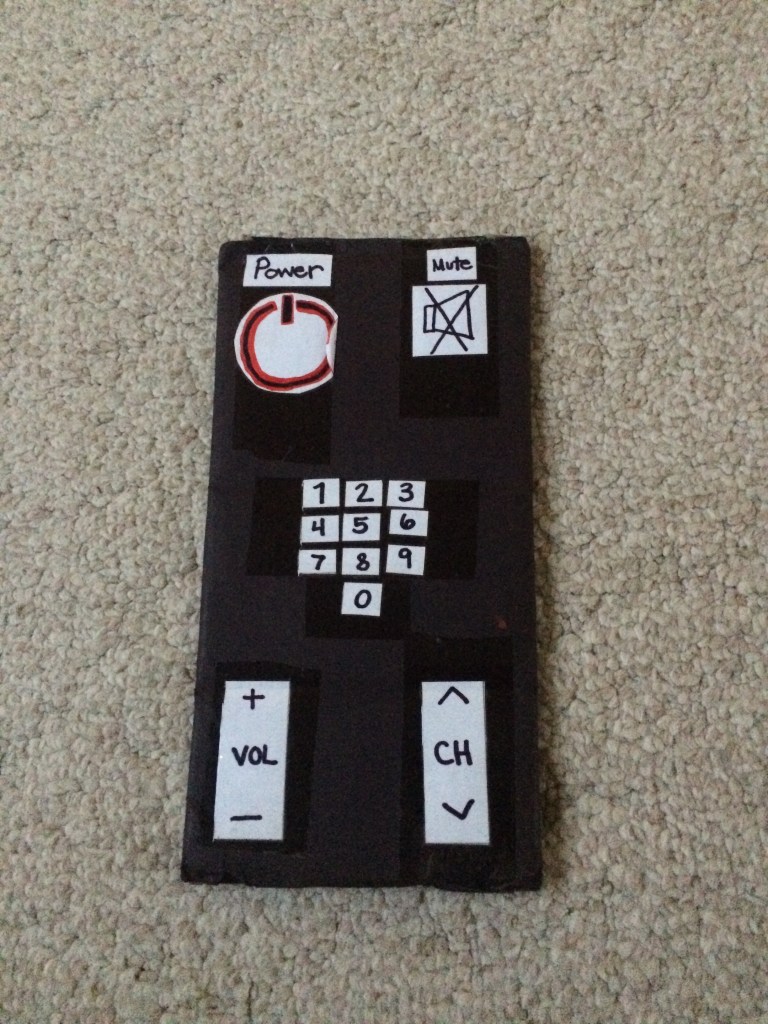 Power Mute
1 2 3
4 5 6
7 8 9
0
+ ^
VOL CH
- v